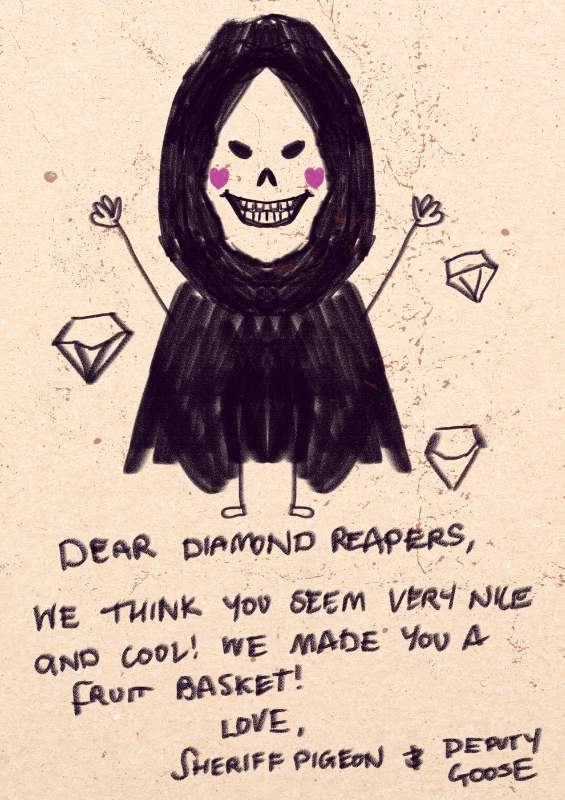 DEAR DIAMOND REAPERS,
WE THINK YOU SEEM VERY NICE
AND COOL! WE MADE YOU A
FRUIT BASKET!
LOVE,
SHERIFF PIGEON & DEPUTY
GOOSE